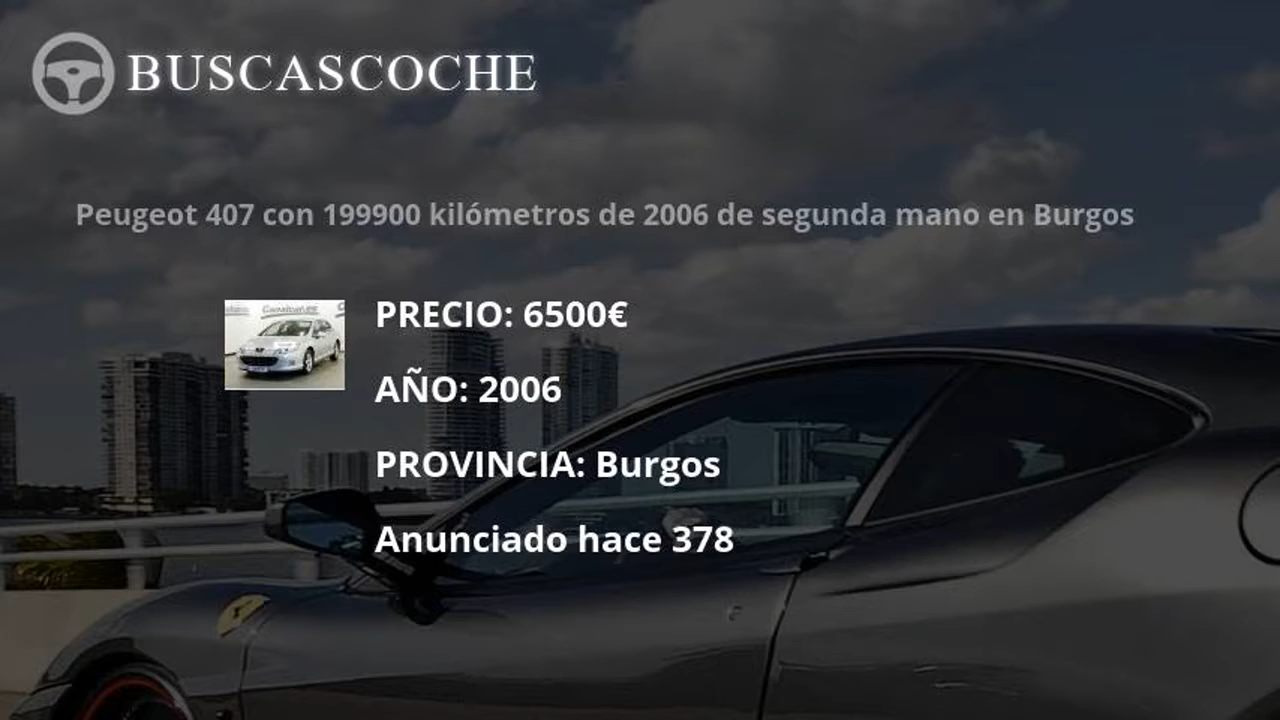 BUSCASCOCHE
Peugeot 407 con 199900 kilómetros de 2006 de segunda mano en Burgos
PRECIO: 6500€
AÑO: 2006
PROVINCIA: Burgos
Anunciado hace 378